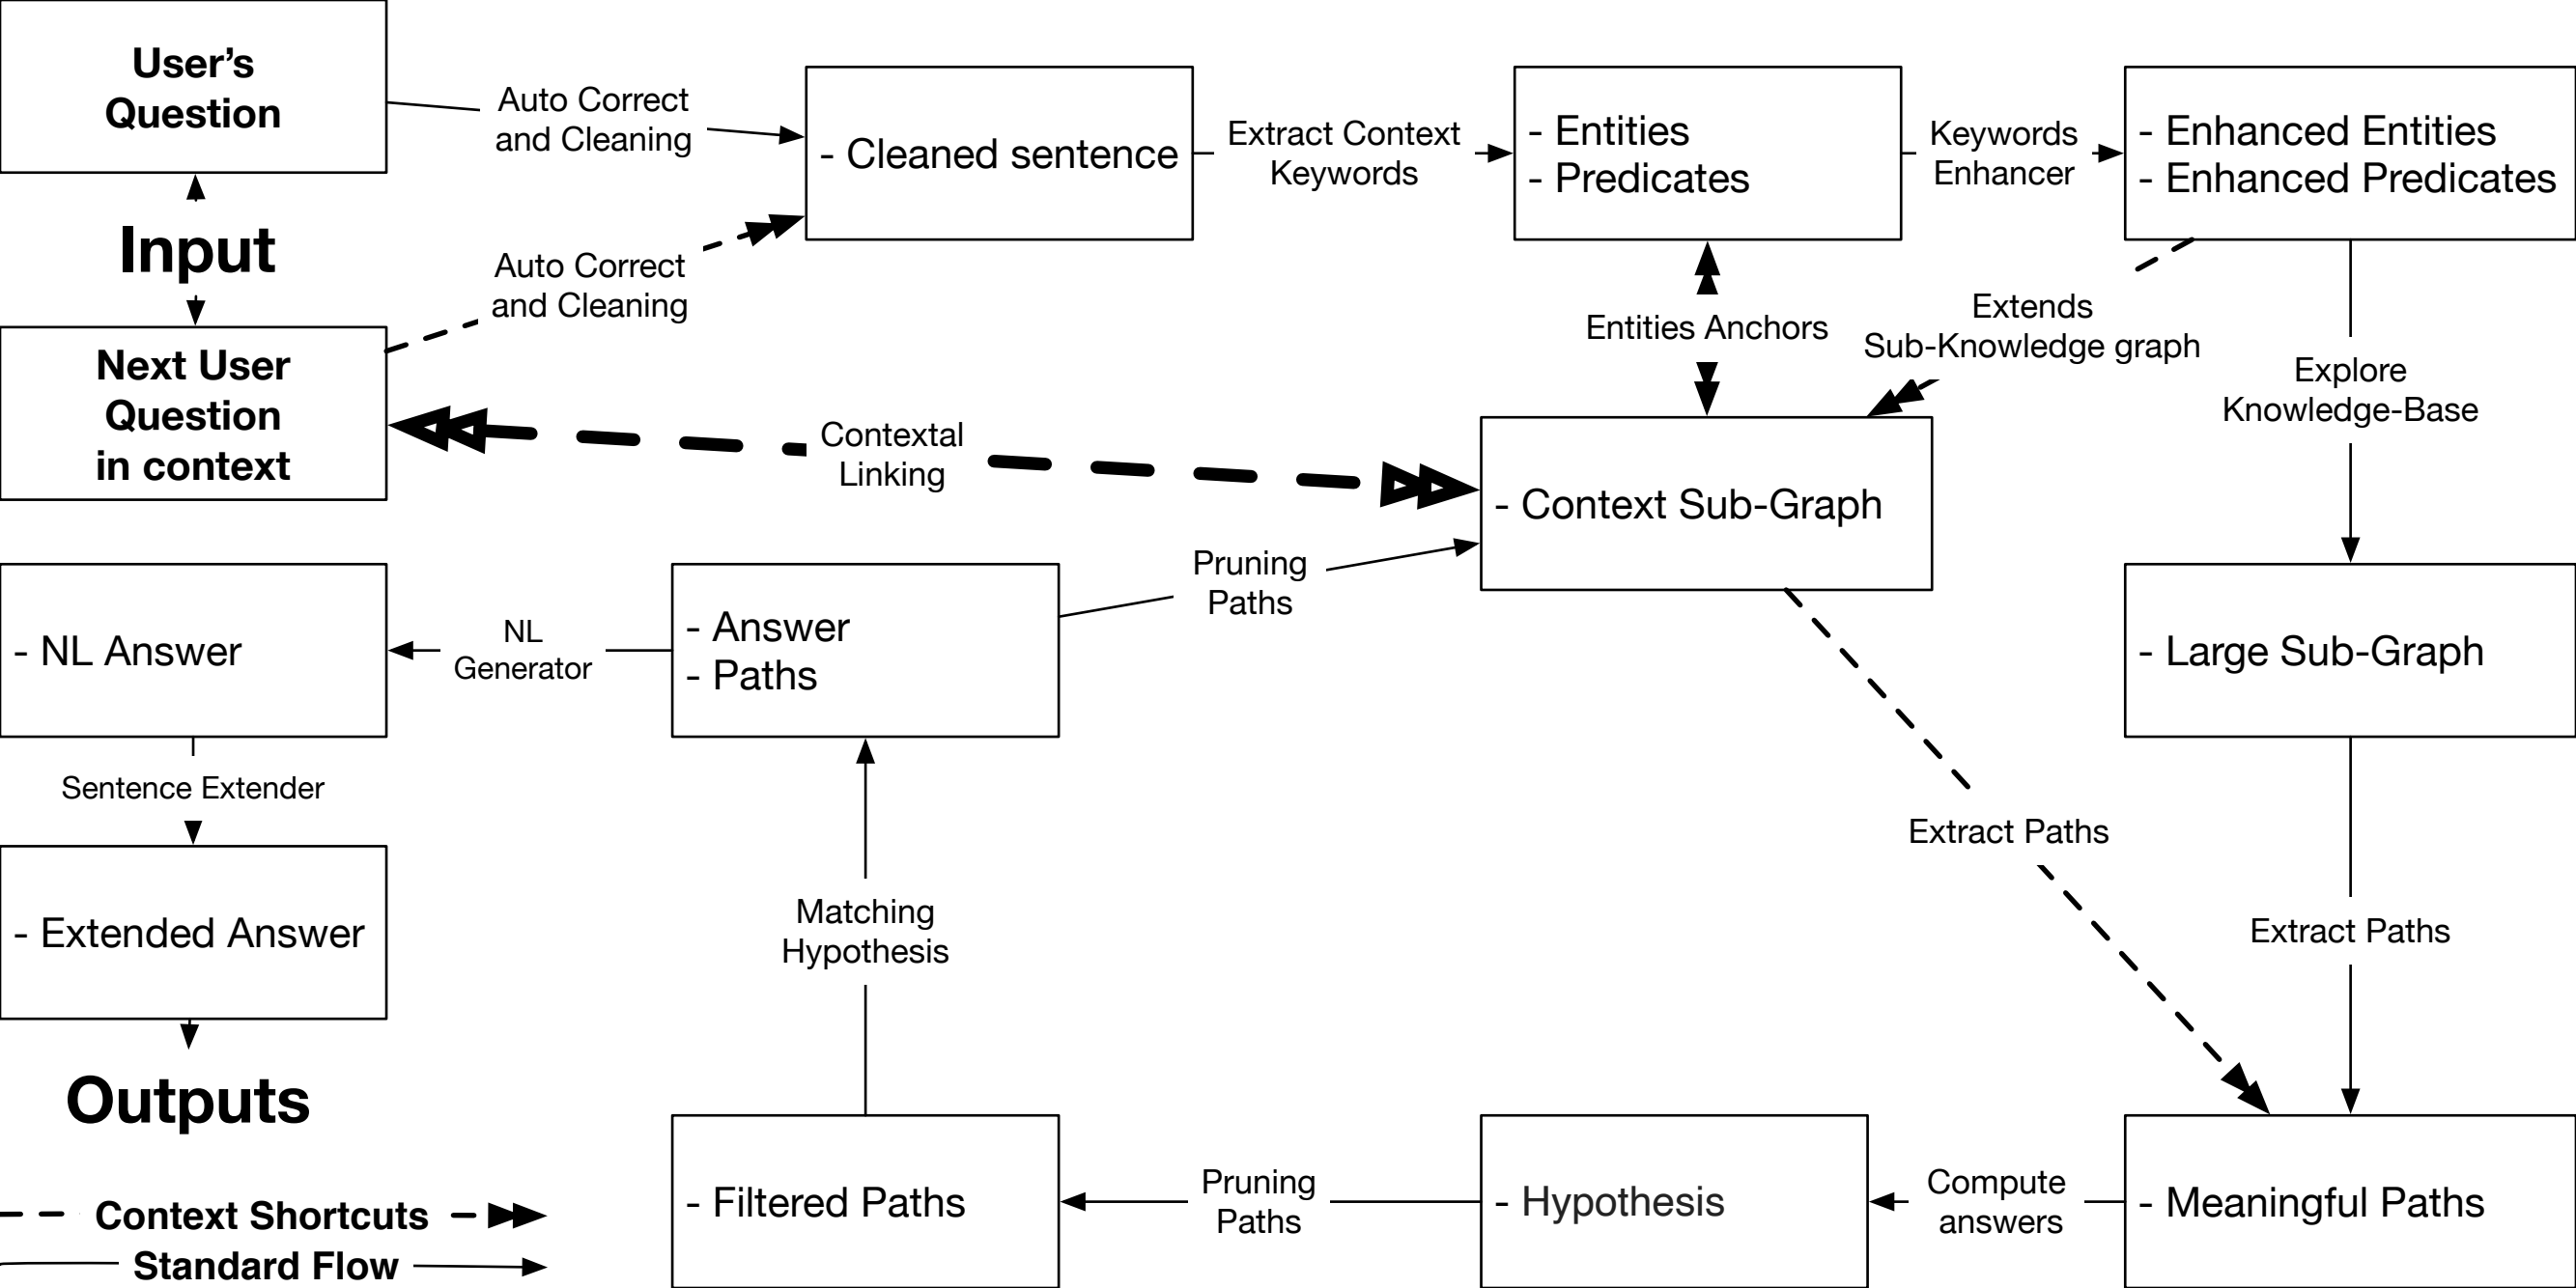 User’s
Question
Auto Correct
and Cleaning
- Cleaned sentence
Extract Context
Keywords
- Entities
- Predicates
Keywords
Enhancer
- Enhanced Entities
- Enhanced Predicates
Input
Auto Correct
and Cleaning
Entities Anchors
Extends
Sub-Knowledge graph
Explore
Knowledge-Base
Next User
Question
in context
Contextal
Linking
- Context Sub-Graph
Pruning
Paths
- NL Answer
NL
Generator
- Answer
- Paths
- Large Sub-Graph
Sentence Extender
Extract Paths
- Extended Answer
Matching
Hypothesis
Extract Paths
Outputs
- Filtered Paths
Pruning
Paths
- Hypothesis
Compute
answers
- Meaningful Paths
Context Shortcuts
Standard Flow